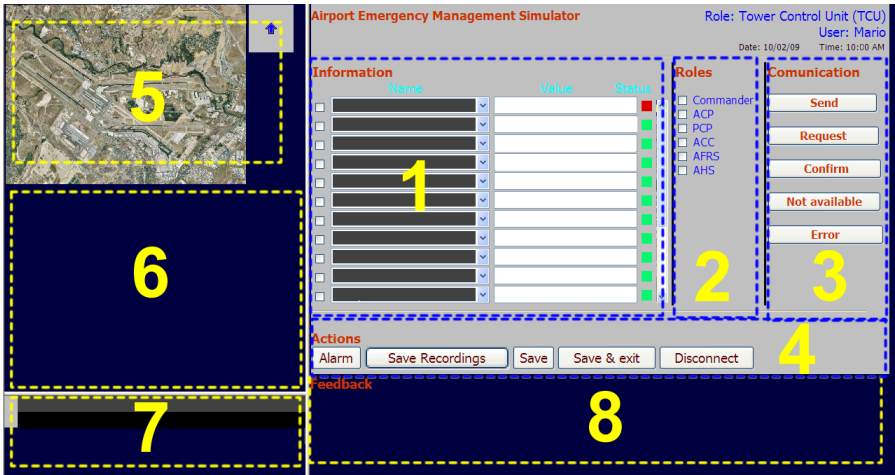 Airport Emergency Management Simulator
Role: Tower Control Unit (TCU)
User: Mario
Date: 10/02/09 Time: 10:00 AM
Information
Name Value Status
1
Roles
Commander
ACP
PCP
ACC
AFRS
AHS
2
Comunication
Send
Request
Confirm
Not available
Error
3
Actions
Alarm Save Recordings Save Save & exit Disconnect
4
5
6
7
Feedback
8